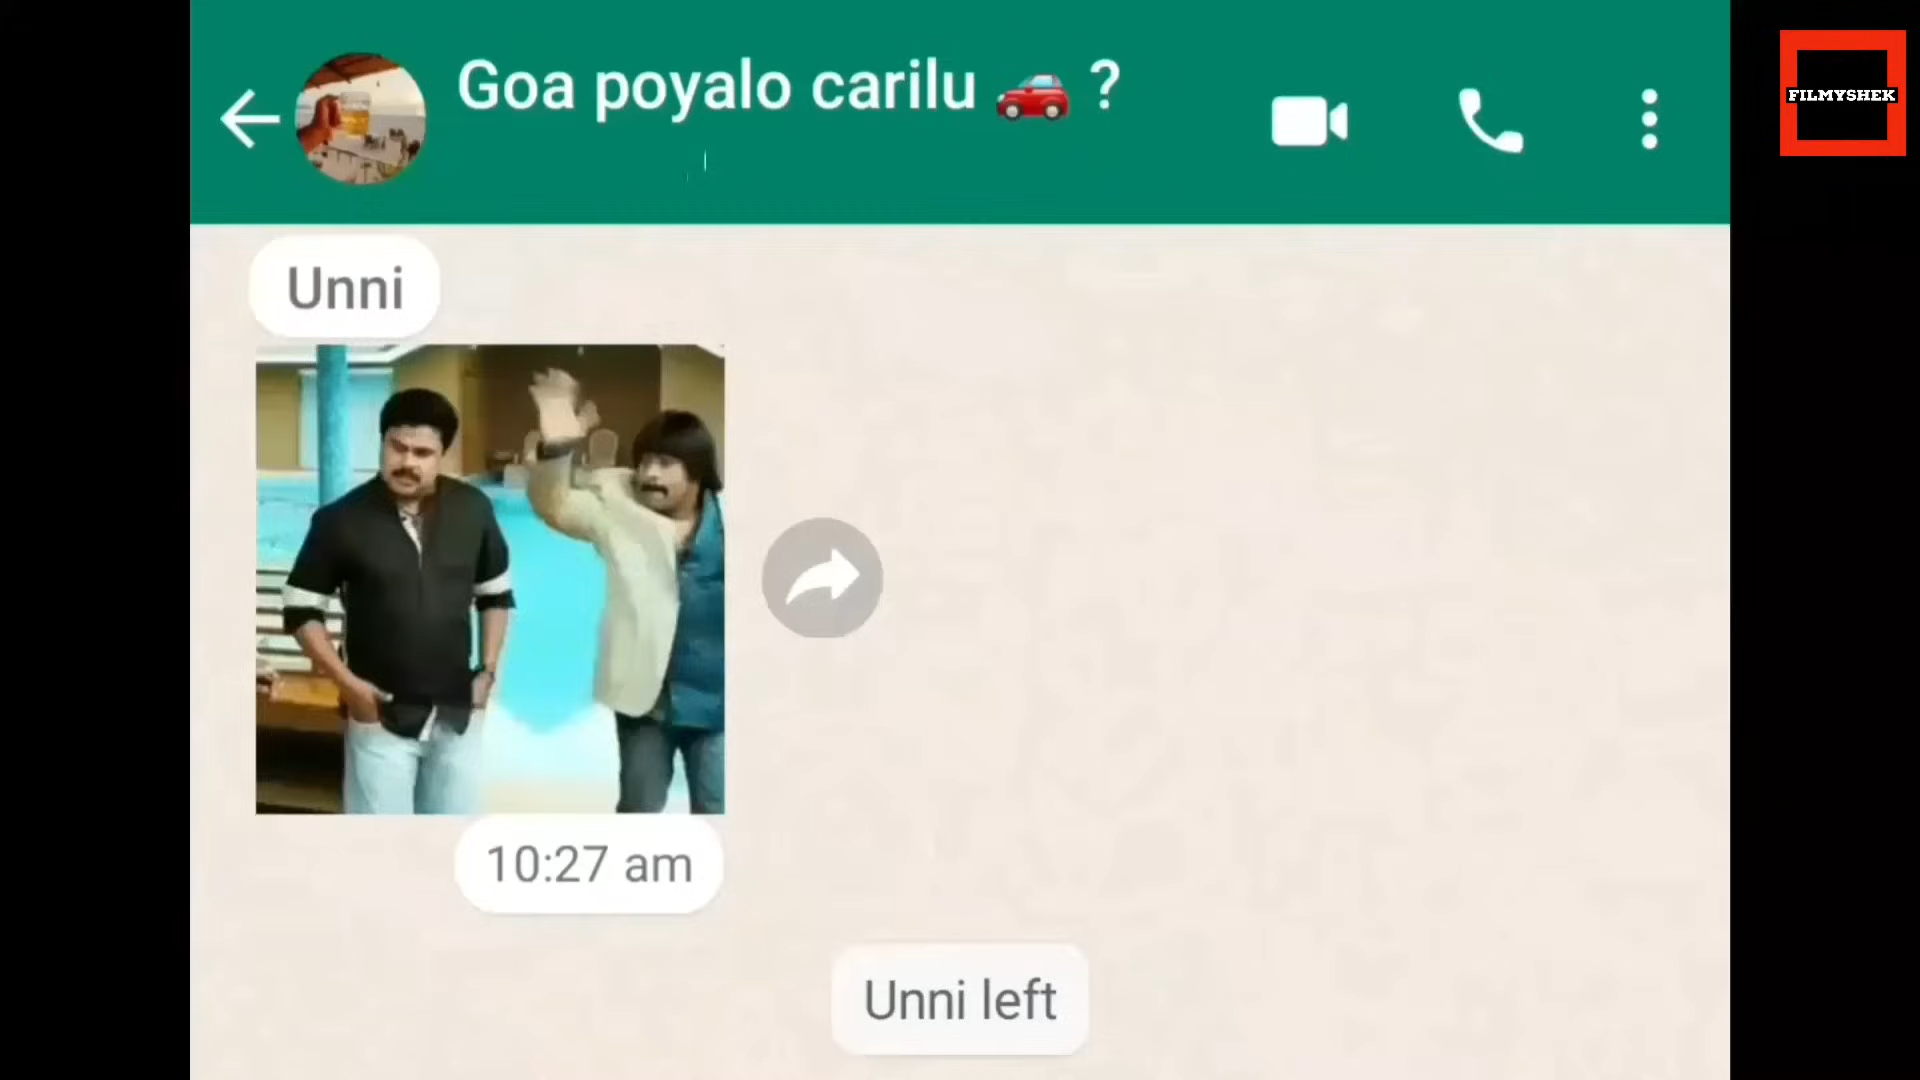 Goa poyalo carilu 🚗 ?
FILMYSHEK
Unni
10:27 am
Unni left